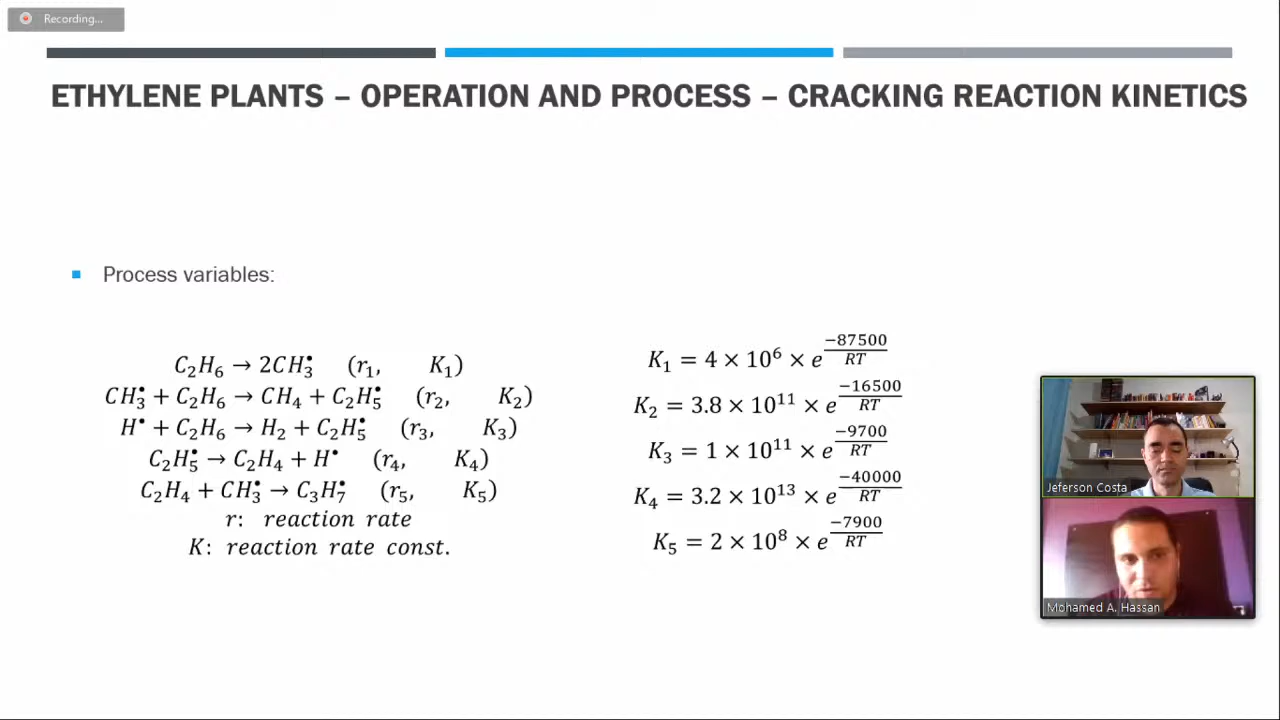 Recording...
ETHYLENE PLANTS – OPERATION AND PROCESS – CRACKING REACTION KINETICS
▪ Process variables:
C₂H₆ → 2CH₃• (r₁, K₁)
CH₃• + C₂H₆ → CH₄ + C₂H₅• (r₂, K₂)
H• + C₂H₆ → H₂ + C₂H₅• (r₃, K₃)
C₂H₅• → C₂H₄ + H• (r₄, K₄)
C₂H₄ + CH₃• → C₃H₇• (r₅, K₅)
r: reaction rate
K: reaction rate const.
K₁ = 4 × 10⁶ × e^(−87500/RT)
K₂ = 3.8 × 10¹¹ × e^(−16500/RT)
K₃ = 1 × 10¹¹ × e^(−9700/RT)
K₄ = 3.2 × 10¹³ × e^(−40000/RT)
K₅ = 2 × 10⁸ × e^(−7900/RT)
Jeferson Costa
Mohamed A. Hassan